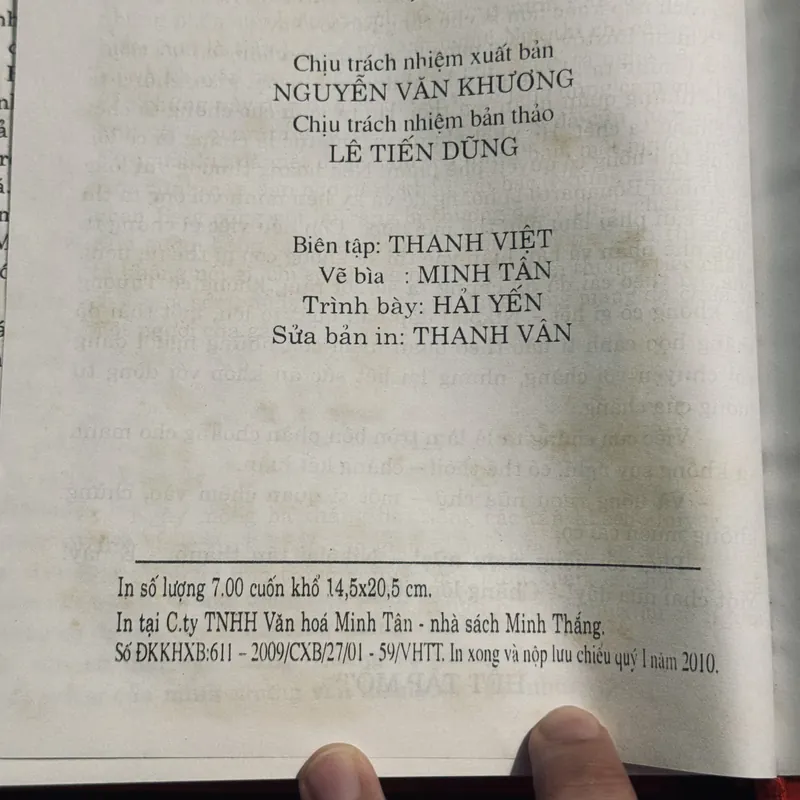 Chịu trách nhiệm xuất bản
NGUYỄN VĂN KHƯƠNG
Chịu trách nhiệm bản thảo
LÊ TIẾN DŨNG
Biên tập: THANH VIỆT
Vẽ bìa : MINH TÂN
Trình bày: HẢI YẾN
Sửa bản in: THANH VÂN
In số lượng 7.00 cuốn khổ 14,5x20,5 cm.
In tại C.ty TNHH Văn hoá Minh Tân - nhà sách Minh Thắng.
Số ĐKKHXB:611 – 2009/CXB/27/01 - 59/VHTT. In xong và nộp lưu chiểu quý I năm 2010.